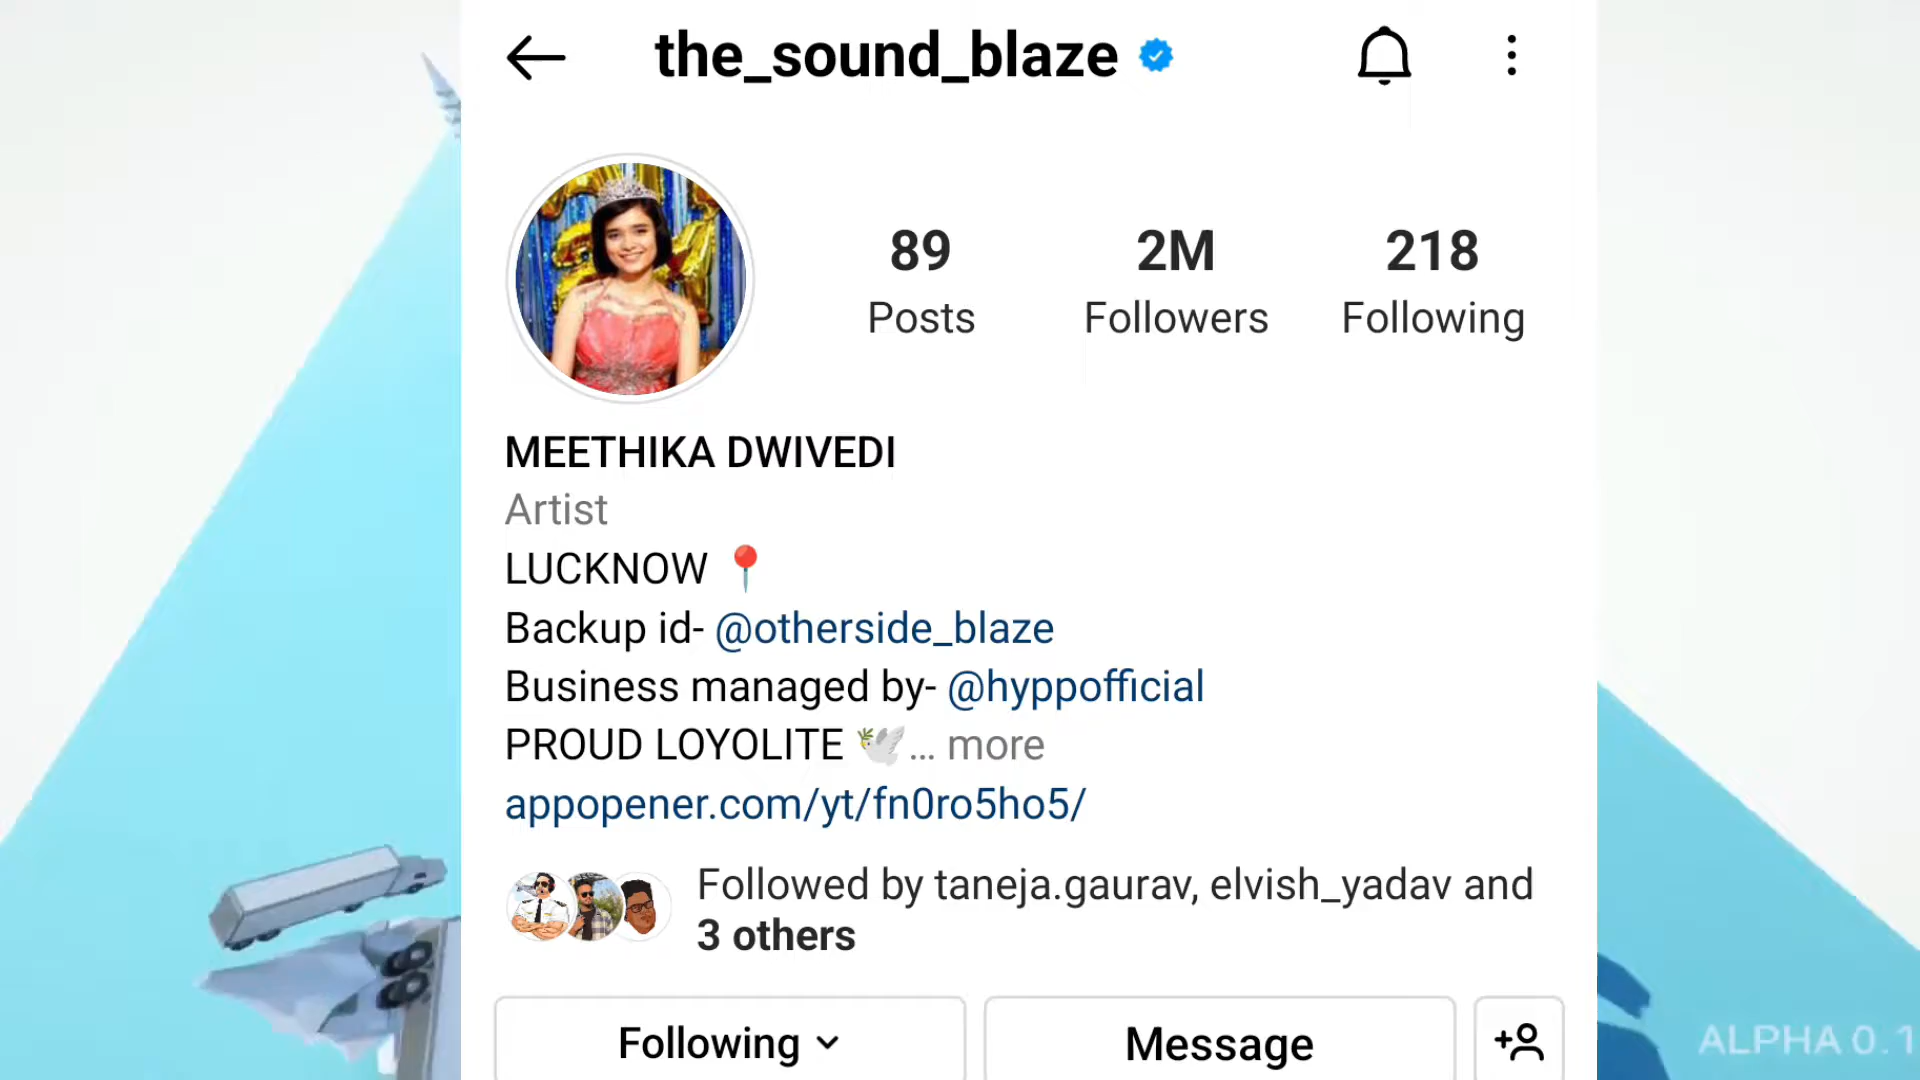 the_sound_blaze
89 2M 218
Posts Followers Following
MEETHIKA DWIVEDI
Artist
LUCKNOW 📍
Backup id- @otherside_blaze
Business managed by- @hyppofficial
PROUD LOYOLITE 🕊️... more
appopener.com/yt/fn0ro5ho5/
Followed by taneja.gaurav, elvish_yadav and
3 others
Following Message
ALPHA 0.1